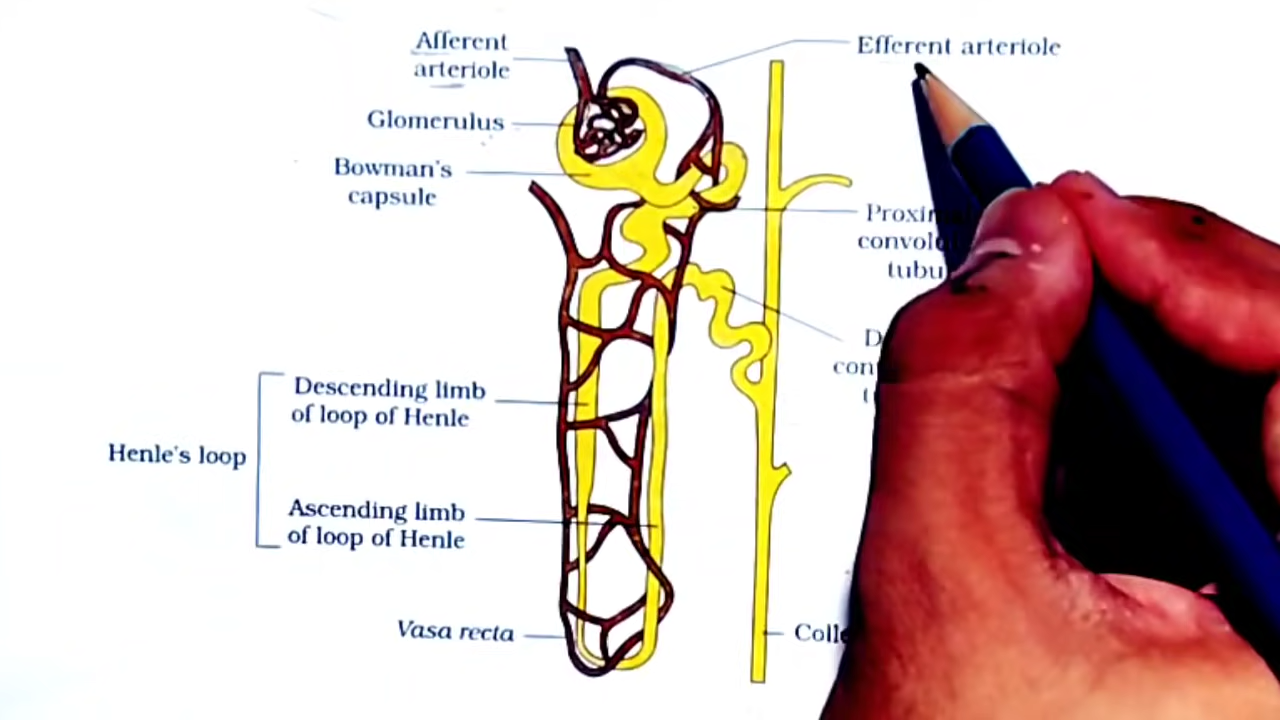 Afferent
arteriole
Glomerulus
Bowman's
capsule
Henle's loop
Descending limb
of loop of Henle
Ascending limb
of loop of Henle
Vasa recta
Efferent arteriole